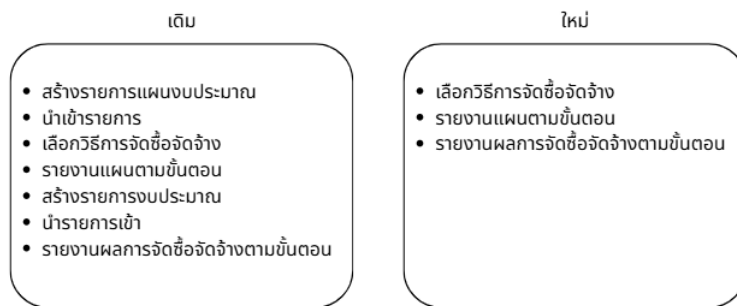 เดิม
• สร้างรายการแผนงบประมาณ
• นำเข้ารายการ
• เลือกวิธีการจัดซื้อจัดจ้าง
• รายงานแผนตามขั้นตอน
• สร้างรายการงบประมาณ
• นำรายการเข้า
• รายงานผลการจัดซื้อจัดจ้างตามขั้นตอน
ใหม่
• เลือกวิธีการจัดซื้อจัดจ้าง
• รายงานแผนตามขั้นตอน
• รายงานผลการจัดซื้อจัดจ้างตามขั้นตอน